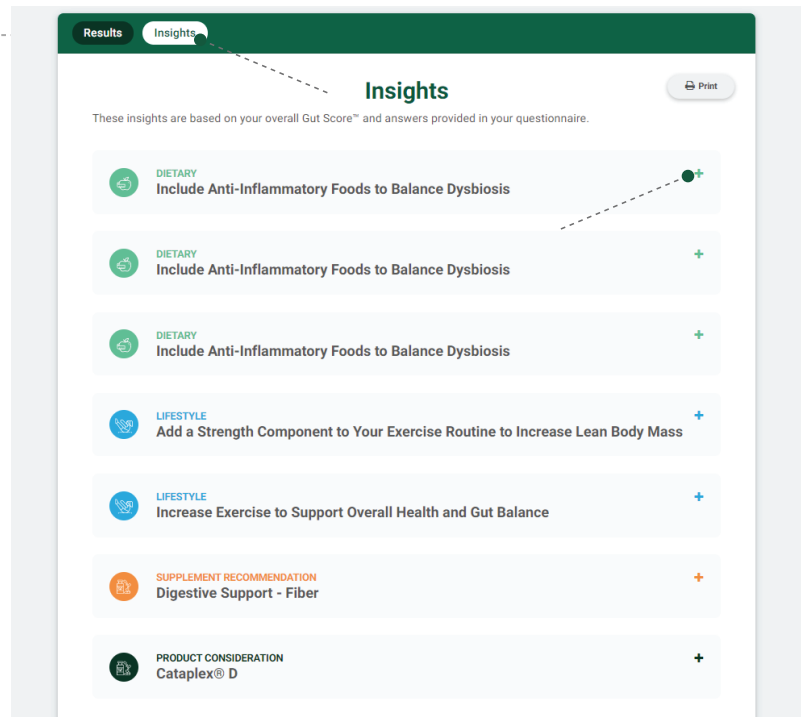 Results
Insights
Insights
Print
These insights are based on your overall Gut Score™ and answers provided in your questionnaire.
DIETARY
Include Anti-Inflammatory Foods to Balance Dysbiosis
DIETARY
Include Anti-Inflammatory Foods to Balance Dysbiosis
DIETARY
Include Anti-Inflammatory Foods to Balance Dysbiosis
LIFESTYLE
Add a Strength Component to Your Exercise Routine to Increase Lean Body Mass
LIFESTYLE
Increase Exercise to Support Overall Health and Gut Balance
SUPPLEMENT RECOMMENDATION
Digestive Support - Fiber
PRODUCT CONSIDERATION
Cataplex® D